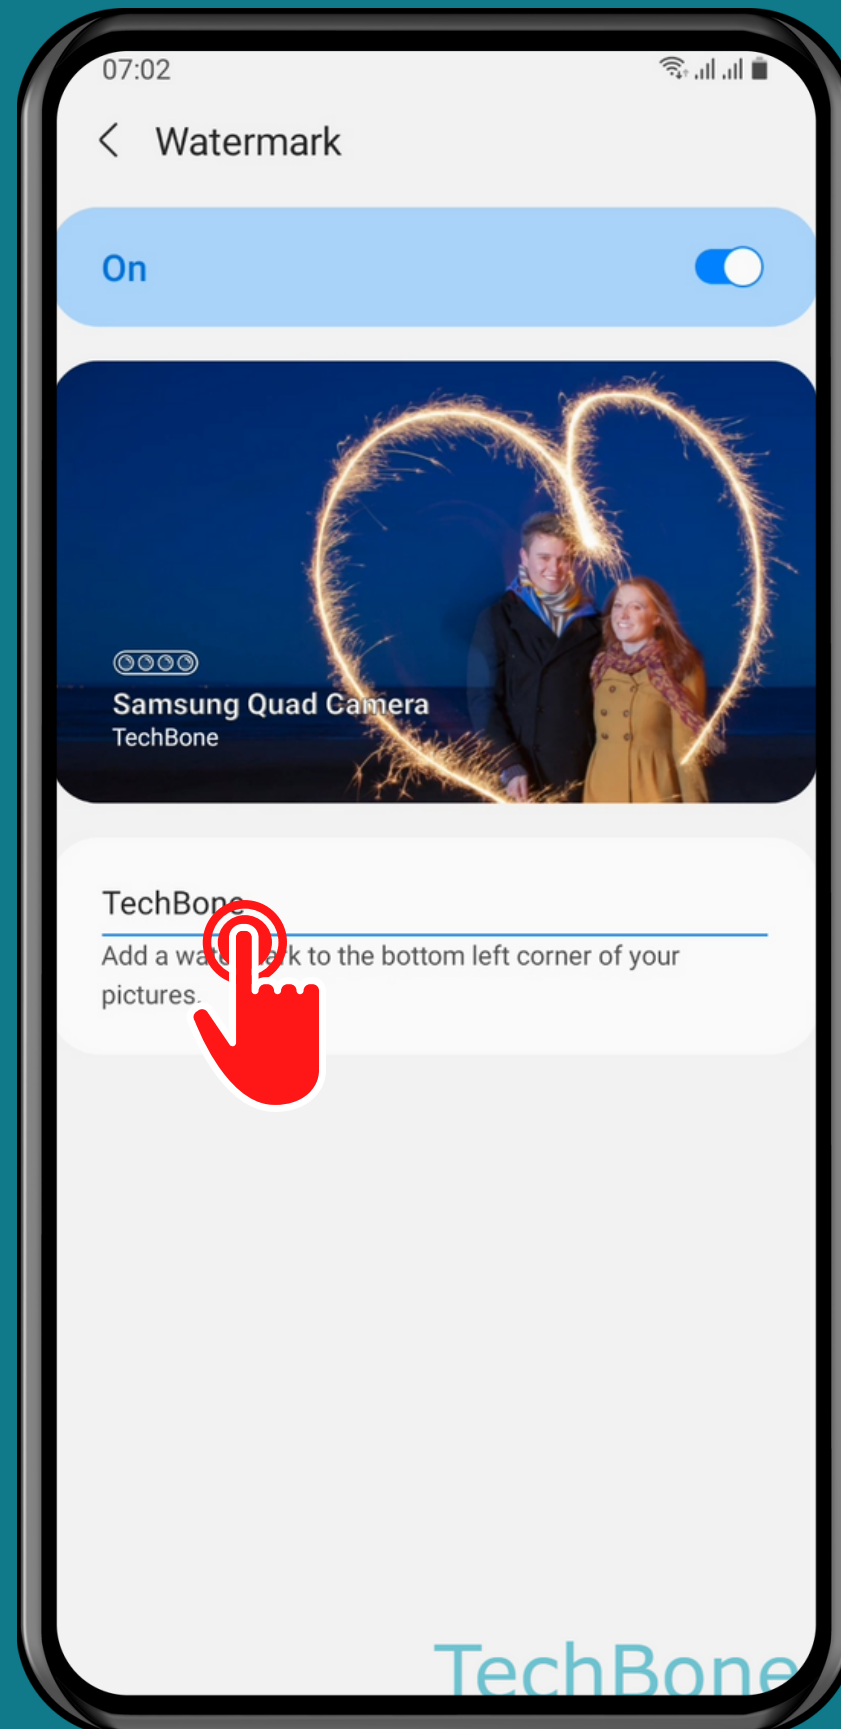 07:02
Watermark
On
Samsung Quad Camera
TechBone
TechBone
Add a watermark to the bottom left corner of your
pictures.
TechBone